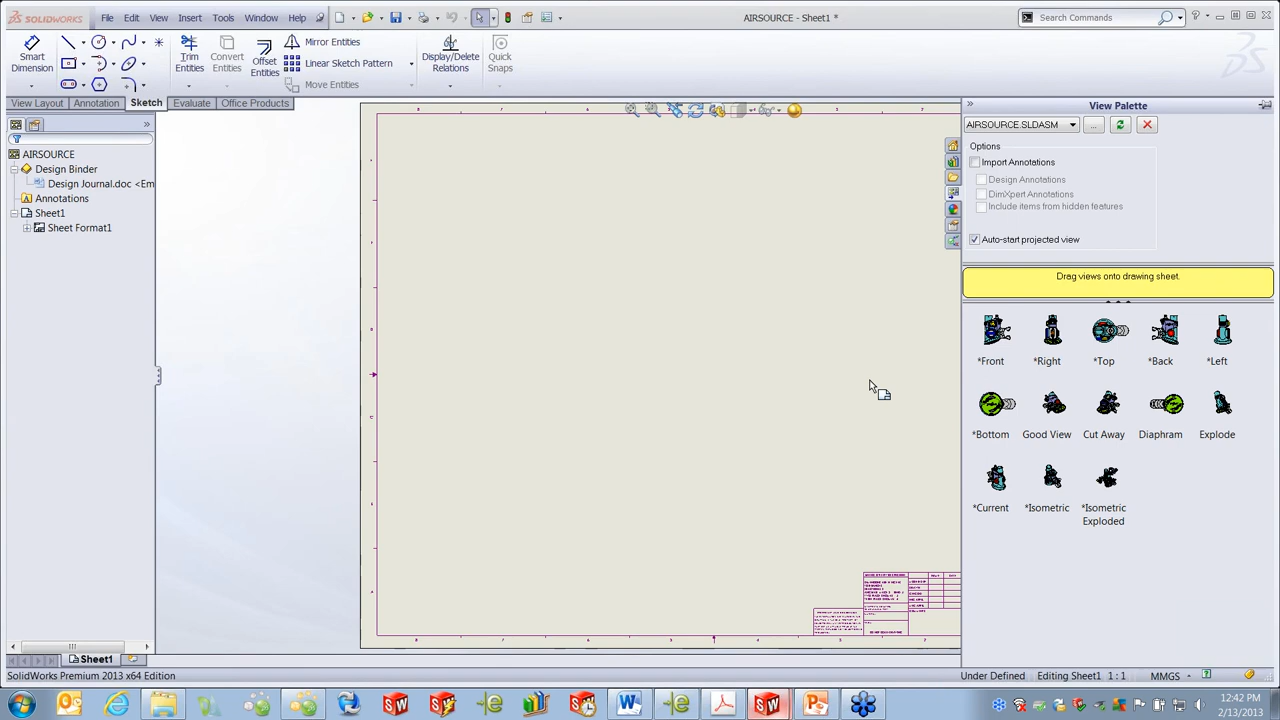 SOLIDWORKS File Edit View Insert Tools Window Help AIRSOURCE - Sheet1 * Search Commands
Smart Dimension Trim Entities Convert Entities Offset Entities Mirror Entities Linear Sketch Pattern Move Entities Display/Delete Relations Quick Snaps
View Layout Annotation Sketch Evaluate Office Products
View Palette
AIRSOURCE.SLDASM
AIRSOURCE
Design Binder
Design Journal.doc <Em
Annotations
Sheet1
Sheet Format1
Options
Import Annotations
Design Annotations
DimXpert Annotations
Include items from hidden features
Auto-start projected view
Drag views onto drawing sheet.
*Front *Right *Top *Back *Left
*Bottom Good View Cut Away Diaphram Explode
*Current *Isometric *Isometric Exploded
Sheet1
SolidWorks Premium 2013 x64 Edition Under Defined Editing Sheet1 1 : 1 MMGS
12:42 PM
2/13/2013